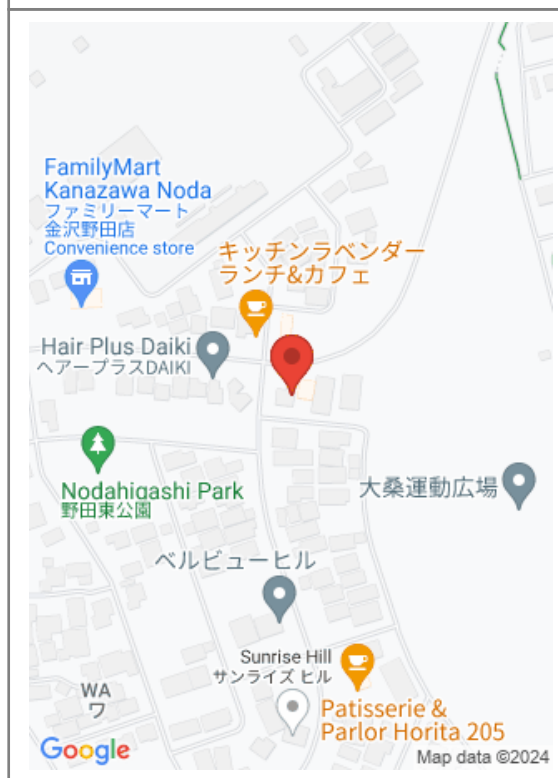 FamilyMart
Kanazawa Noda
ファミリーマート
金沢野田店
Convenience store
キッチンラベンダー
ランチ&カフェ
Hair Plus Daiki
ヘアープラスDAIKI
Nodahigashi Park
野田東公園
大桑運動広場
ベルビューヒル
Sunrise Hill
サンライズ ヒル
WA
ワ
Patisserie &
Parlor Horita 205
Google
Map data ©2024